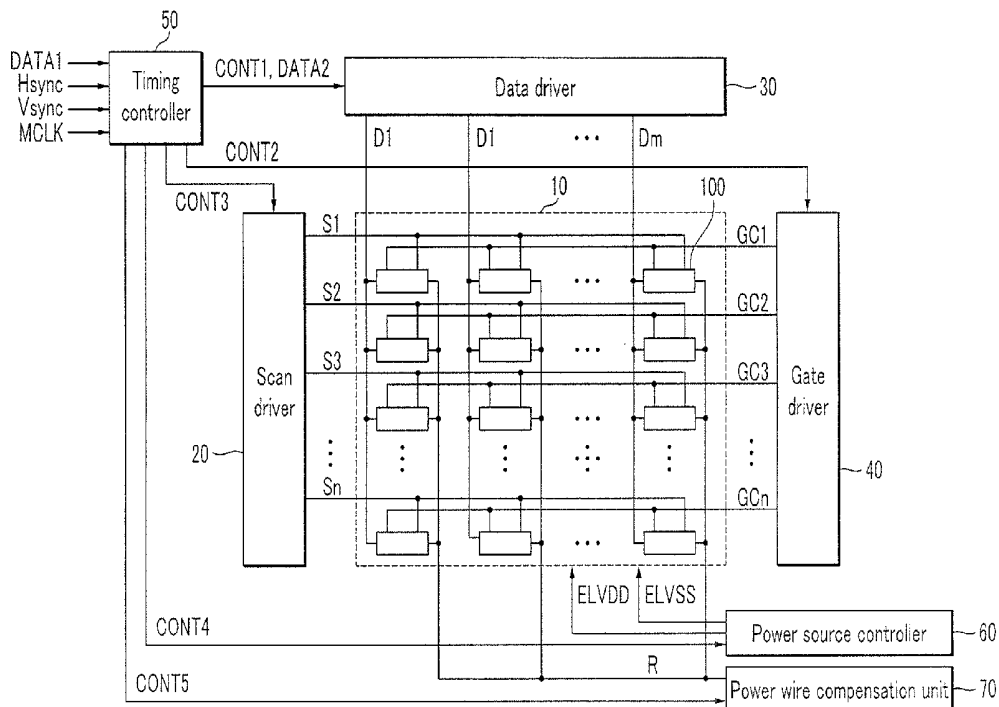 50
DATA1
Hsync
Vsync
MCLK
Timing
controller
CONT1, DATA2
Data driver
30
D1
D1
...
Dm
CONT2
CONT3
10
100
S1
GC1
S2
GC2
S3
GC3
Scan
driver
Gate
driver
20
40
Sn
GCn
ELVDD
ELVSS
CONT4
Power source controller
60
R
CONT5
Power wire compensation unit
70